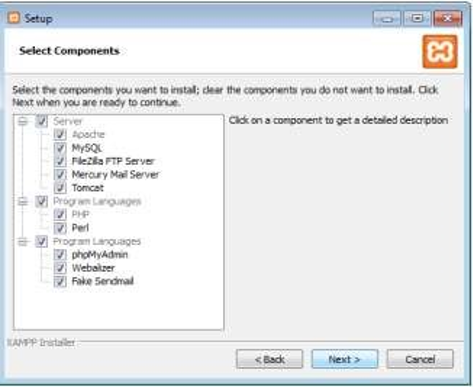 Setup
Select Components
Select the components you want to install; clear the components you do not want to install. Click
Next when you are ready to continue.
Server
Click on a component to get a detailed description
Apache
MySQL
FileZilla FTP Server
Mercury Mail Server
Tomcat
Program Languages
PHP
Perl
Program Languages
phpMyAdmin
Webalizer
Fake Sendmail
XAMPP Installer
< Back
Next >
Cancel